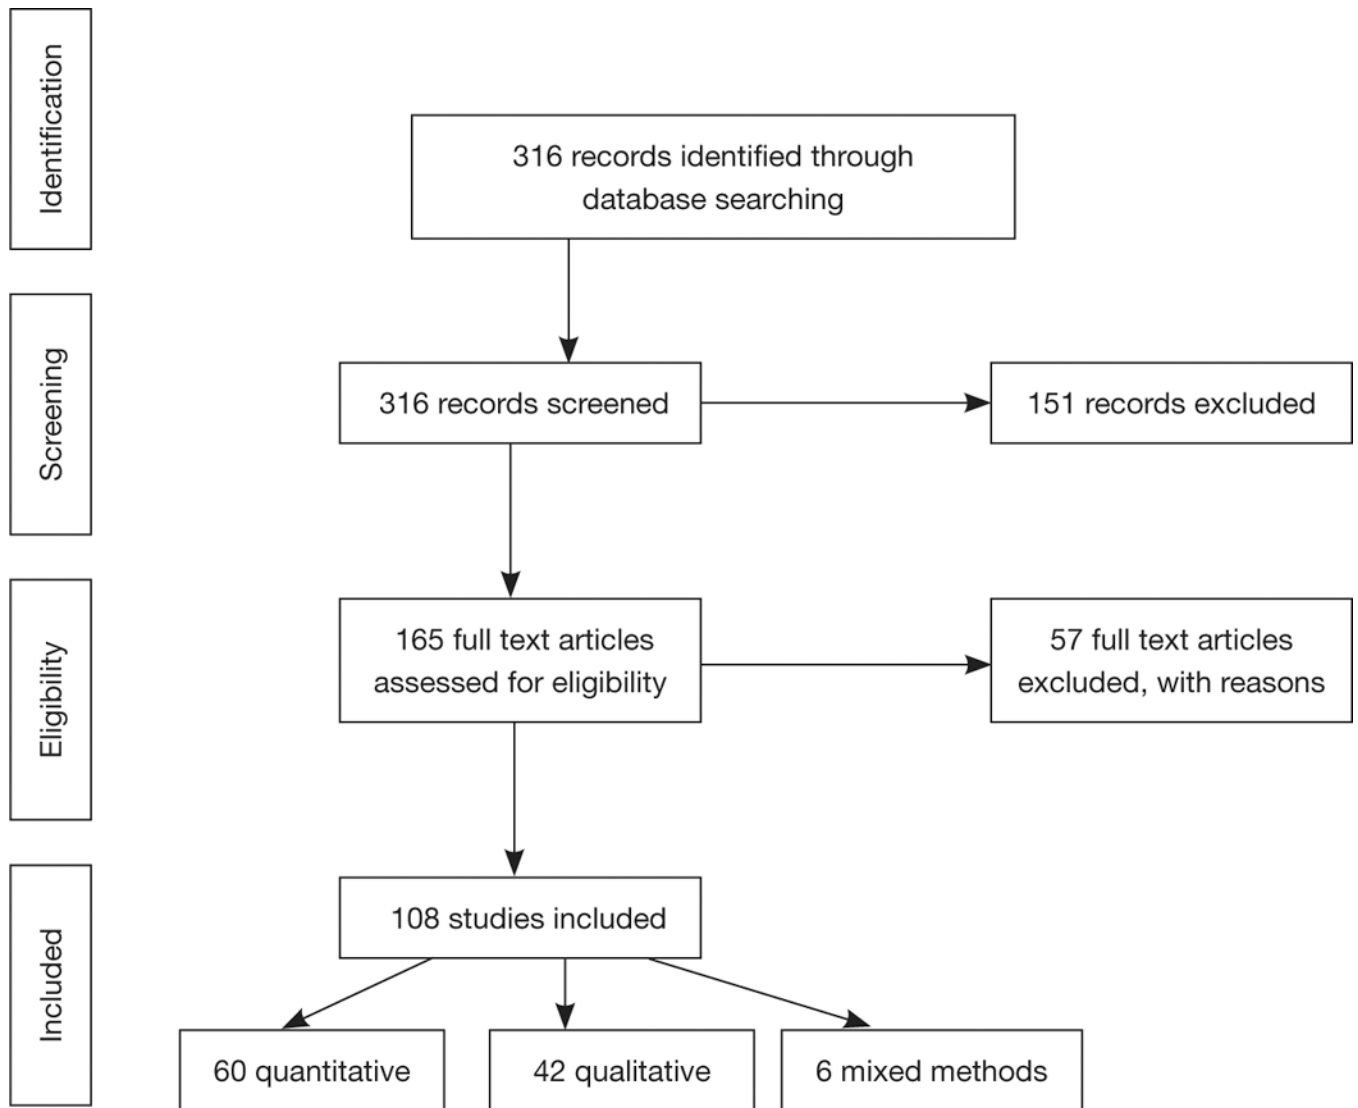 Identification
316 records identified through
database searching
Screening
316 records screened
151 records excluded
Eligibility
165 full text articles
assessed for eligibility
57 full text articles
excluded, with reasons
Included
108 studies included
60 quantitative
42 qualitative
6 mixed methods